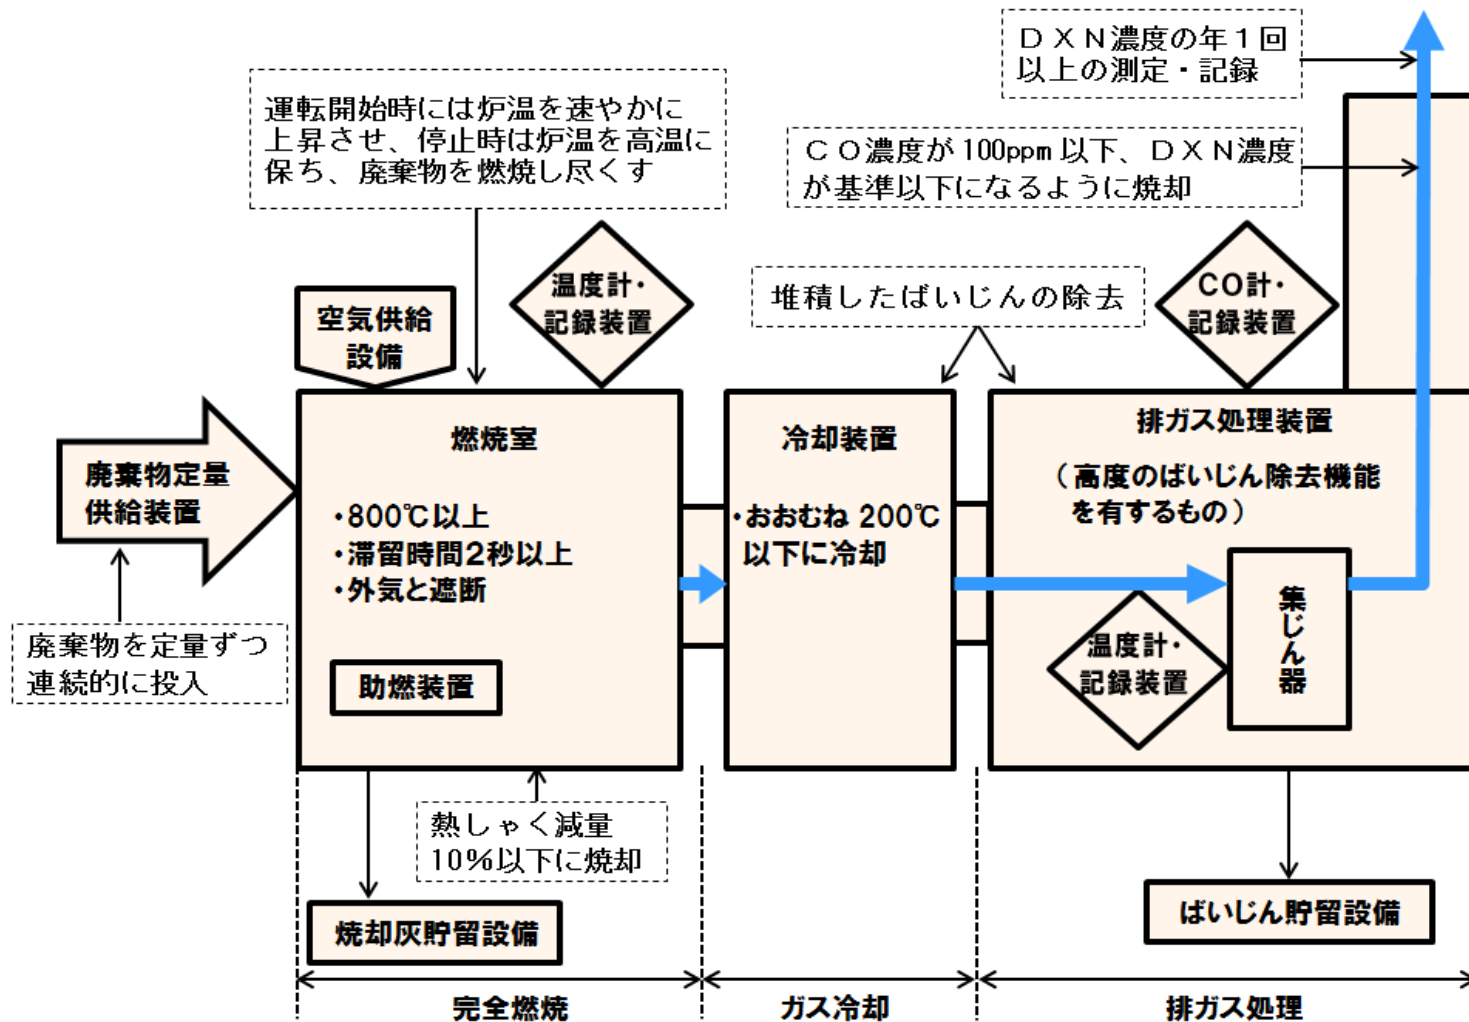 ＤＸＮ濃度の年１回
以上の測定・記録
運転開始時には炉温を速やかに
上昇させ、停止時は炉温を高温に
保ち、廃棄物を燃焼し尽くす
ＣＯ濃度が 100ppm 以下、ＤＸＮ濃度
が基準以下になるように焼却
空気供給
設備
温度計・
記録装置
堆積したばいじんの除去
CO計・
記録装置
廃棄物定量
供給装置
燃焼室
・800℃以上
・滞留時間2秒以上
・外気と遮断
助燃装置
冷却装置
・おおむね 200℃
以下に冷却
排ガス処理装置
（高度のばいじん除去機能
を有するもの）
集じん器
温度計・
記録装置
廃棄物を定量ずつ
連続的に投入
熱しゃく減量
10％以下に焼却
焼却灰貯留設備
ばいじん貯留設備
完全燃焼
ガス冷却
排ガス処理